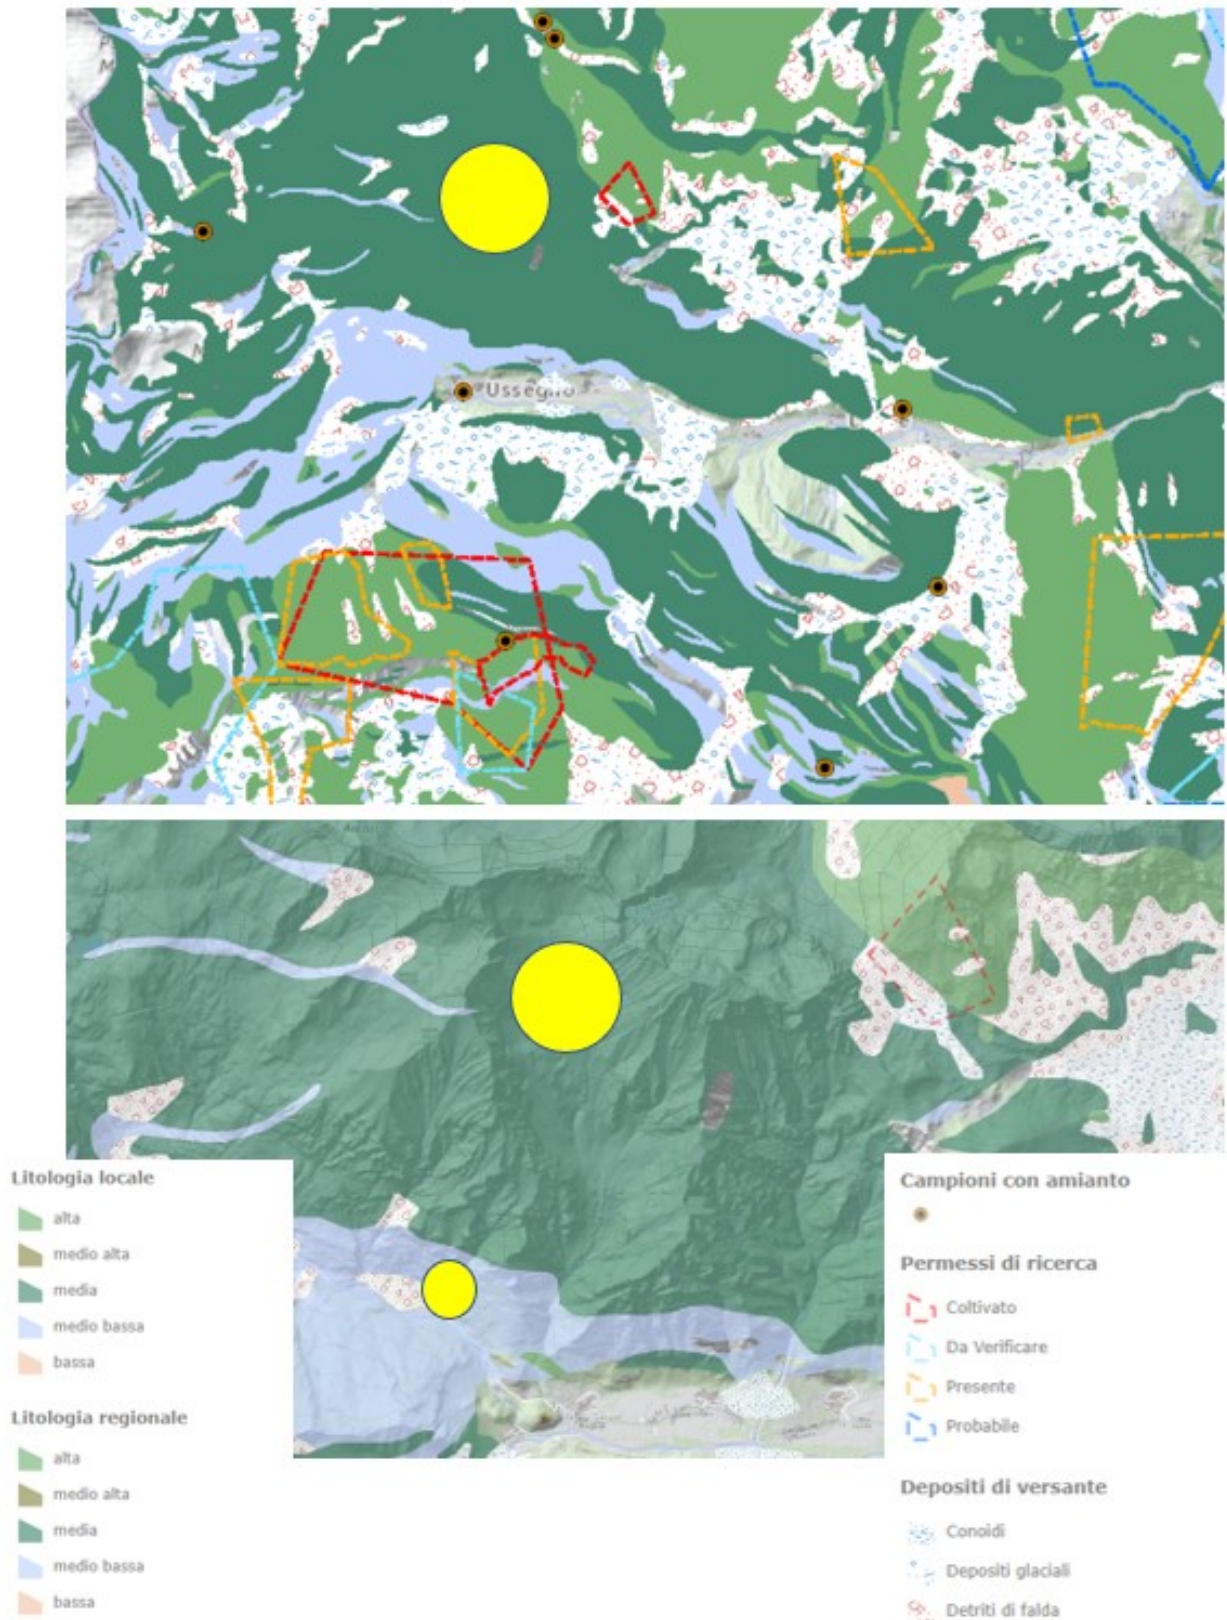 Usseglio
Litologia locale
alta
medio alta
media
medio bassa
bassa
Litologia regionale
alta
medio alta
media
medio bassa
bassa
Campioni con amianto
Permessi di ricerca
Coltivato
Da Verificare
Presente
Probabile
Depositi di versante
Conoidi
Depositi glaciali
Detriti di falda